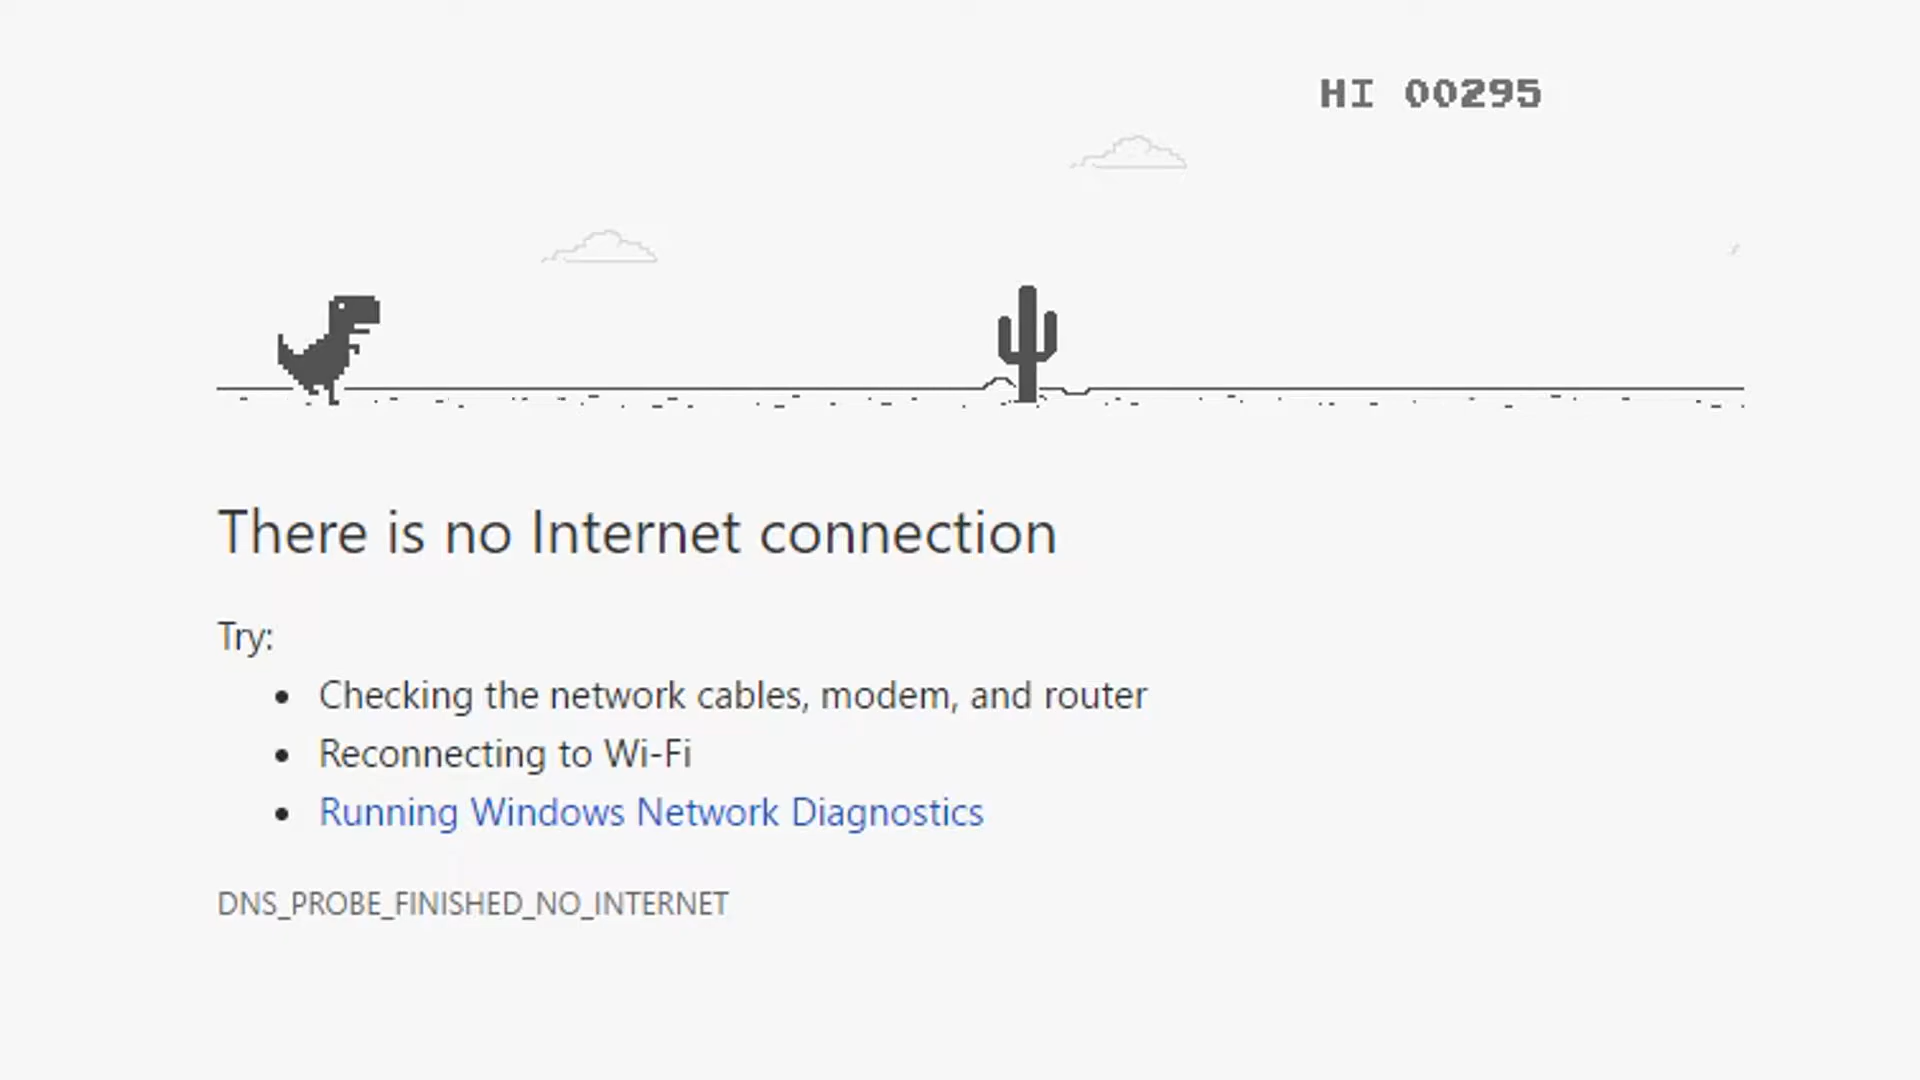 HI 00295
There is no Internet connection
Try:
• Checking the network cables, modem, and router
• Reconnecting to Wi-Fi
• Running Windows Network Diagnostics
DNS_PROBE_FINISHED_NO_INTERNET